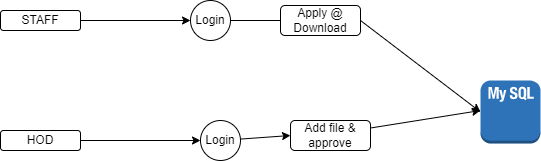 STAFF
Login
Apply @
Download
My SQL
HOD
Login
Add file &
approve